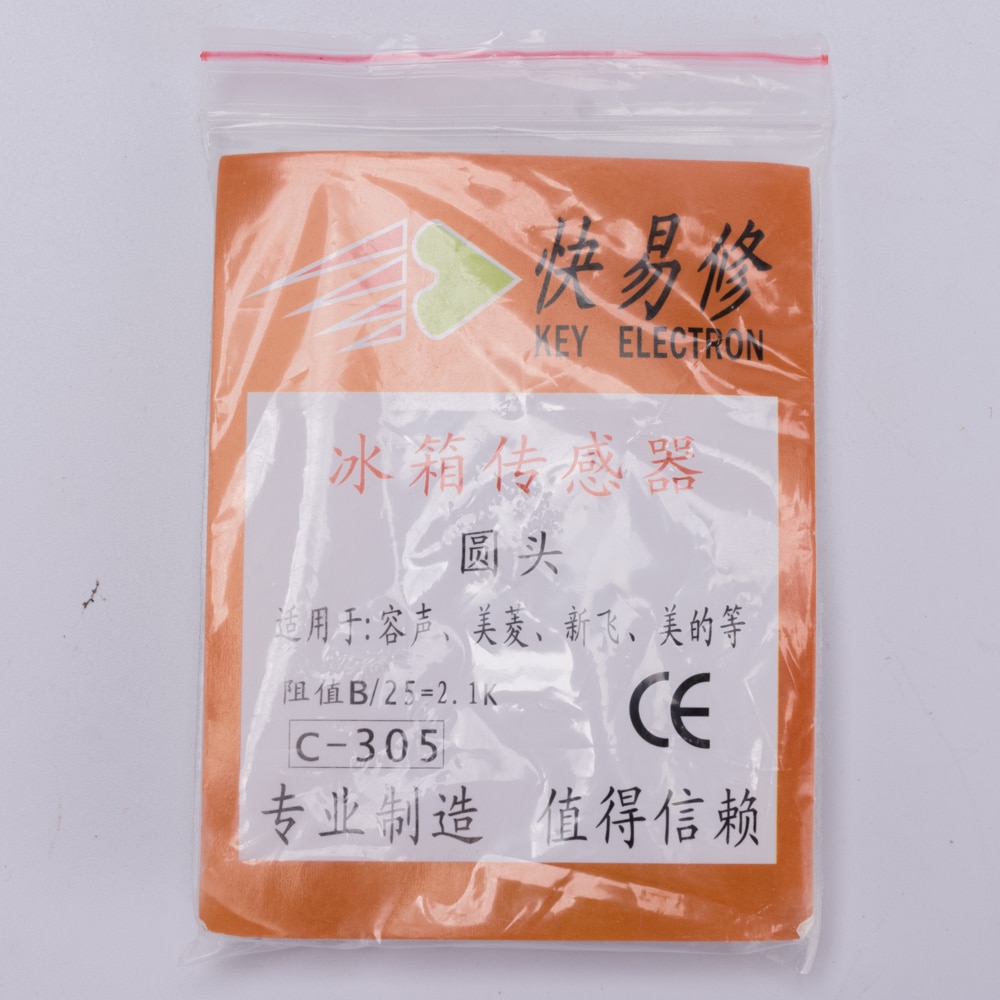 快易修
KEY ELECTRON
冰箱传感器
圆头
适用于:容声、美菱、新飞、美的等
阻值B/25=2.1K
CE
C-305
专业制造 值得信赖